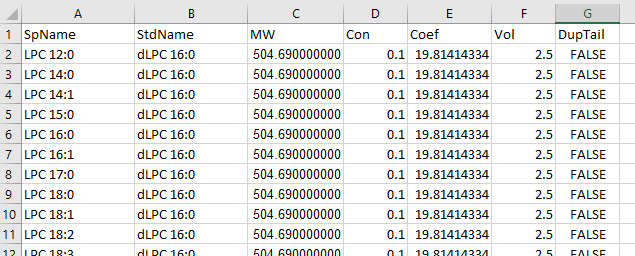 A B C D E F G
1 SpName StdName MW Con Coef Vol DupTail
2 LPC 12:0 dLPC 16:0 504.690000000 0.1 19.81414334 2.5 FALSE
3 LPC 14:0 dLPC 16:0 504.690000000 0.1 19.81414334 2.5 FALSE
4 LPC 14:1 dLPC 16:0 504.690000000 0.1 19.81414334 2.5 FALSE
5 LPC 15:0 dLPC 16:0 504.690000000 0.1 19.81414334 2.5 FALSE
6 LPC 16:0 dLPC 16:0 504.690000000 0.1 19.81414334 2.5 FALSE
7 LPC 16:1 dLPC 16:0 504.690000000 0.1 19.81414334 2.5 FALSE
8 LPC 17:0 dLPC 16:0 504.690000000 0.1 19.81414334 2.5 FALSE
9 LPC 18:0 dLPC 16:0 504.690000000 0.1 19.81414334 2.5 FALSE
10 LPC 18:1 dLPC 16:0 504.690000000 0.1 19.81414334 2.5 FALSE
11 LPC 18:2 dLPC 16:0 504.690000000 0.1 19.81414334 2.5 FALSE
12 LPC 18:3 dLPC 16:0 504.690000000 0.1 19.81414334 2.5 FALSE